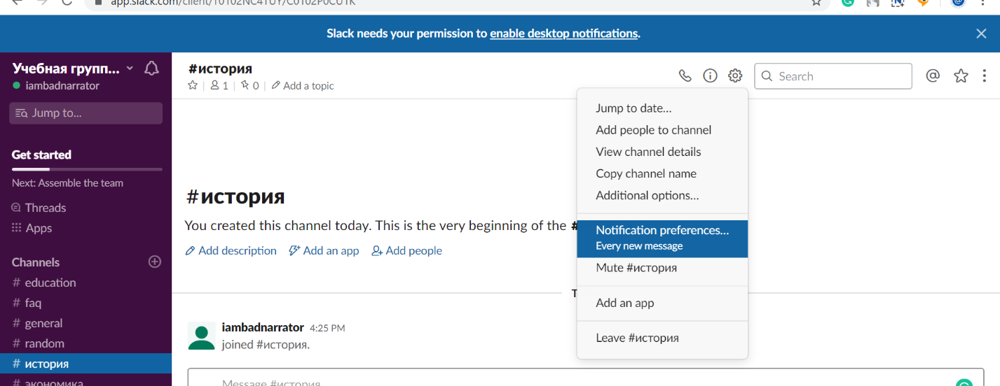 app.slack.com/client/
Slack needs your permission to enable desktop notifications.
Учебная групп...
iambadnarrator
Jump to...
Get started
Next: Assemble the team
Threads
Apps
Channels
# education
# faq
# general
# random
# история
# экономика
#история
1 | 0 | Add a topic
Search
#история
You created this channel today. This is the very beginning of the #
Add description Add an app Add people
T
iambadnarrator 4:25 PM
joined #история.
Message #история
Jump to date...
Add people to channel
View channel details
Copy channel name
Additional options...
Notification preferences...
Every new message
Mute #история
Add an app
Leave #история